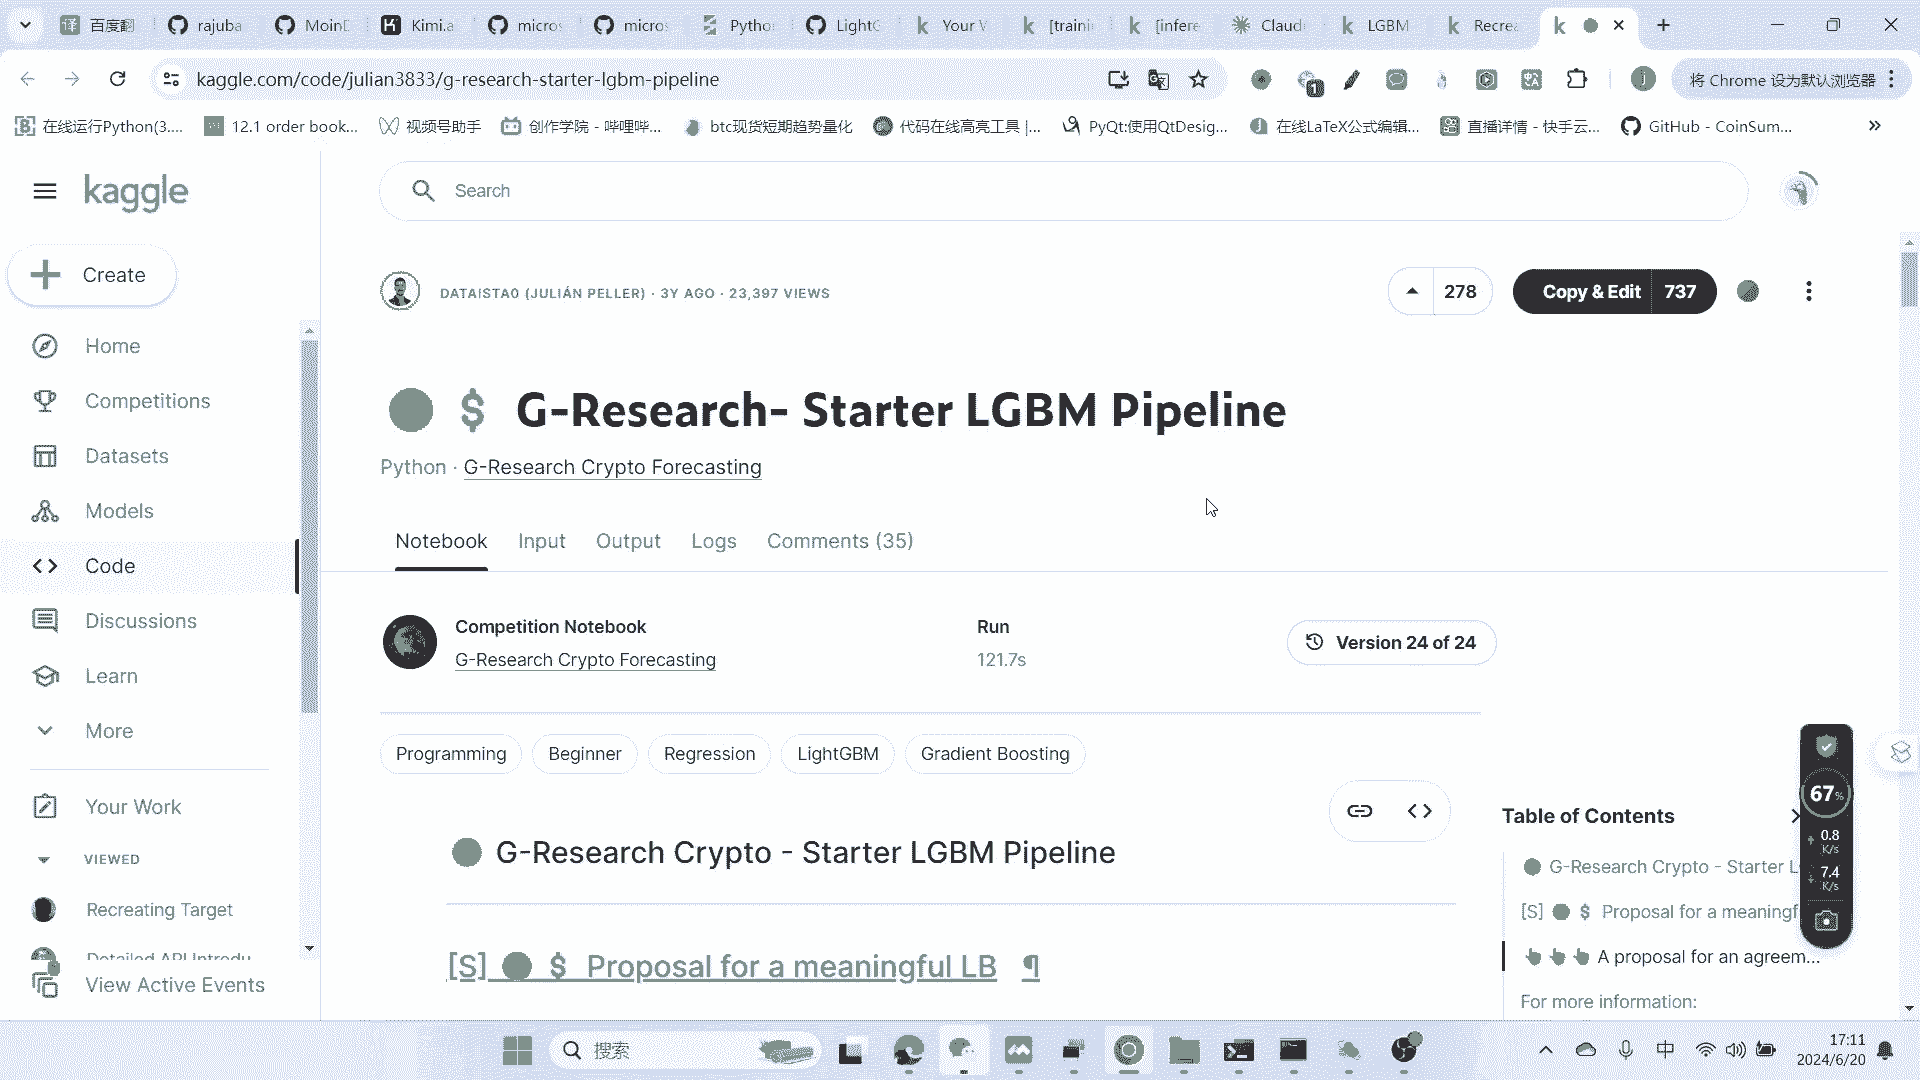 百度翻
rajuba
MoinD
Kimi.a
micros
micros
Python
LightG
Your W
[traini
[infere
Claud
LGBM
Recrea
kaggle.com/code/julian3833/g-research-starter-lgbm-pipeline
将 Chrome 设为默认浏览器
在线运行Python(3....
12.1 order book...
视频号助手
创作学院 - 哔哩哔...
btc现货短期趋势量化
代码在线高亮工具 |...
PyQt:使用QtDesig...
在线LaTeX公式编辑...
直播详情 - 快手云...
GitHub - CoinSum...
kaggle
Search
Create
DATAISTA0 (JULIÁN PELLER) · 3Y AGO · 23,397 VIEWS
278
Copy & Edit 737
Home
Competitions
Datasets
Models
Code
Discussions
Learn
More
Your Work
VIEWED
Recreating Target
Detailed API Introdu
View Active Events
$ G-Research- Starter LGBM Pipeline
Python · G-Research Crypto Forecasting
Notebook
Input
Output
Logs
Comments (35)
Competition Notebook
G-Research Crypto Forecasting
Run
121.7s
Version 24 of 24
Programming
Beginner
Regression
LightGBM
Gradient Boosting
G-Research Crypto - Starter LGBM Pipeline
[S] $ Proposal for a meaningful LB ¶
Table of Contents
G-Research Crypto - Starter L
[S] $ Proposal for a meaningf
A proposal for an agreem...
For more information:
67%
0.8
K/s
7.4
K/s
搜索
中
17:11
2024/6/20